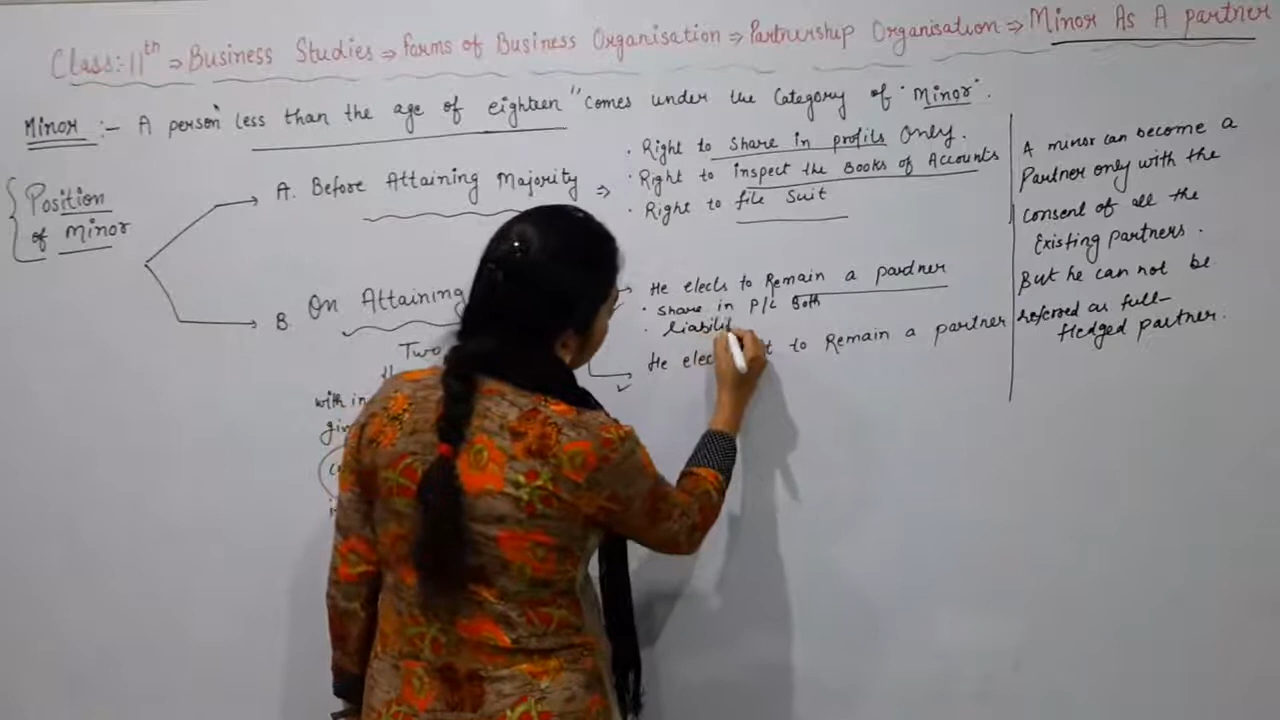 Class:11th ⇒ Business Studies ⇒ Forms of Business Organisation ⇒ Partnership Organisation ⇒ Minor As A partner
Minor :- A person less than the age of eighteen" comes under the Category of "Minor".
Position
of Minor
A. Before Attaining Majority ⇒
• Right to share in profits Only.
• Right to inspect the Books of Accounts
• Right to file Suit
B. On Attaining
Two
with in
He elects to Remain a pardner
• share in P/L Both
• liabilit
He elec to Remain a partner
A minor can become a
Partner only with the
consent of all the
Existing partners.
But he can not be
referred as full-
fledged partner.